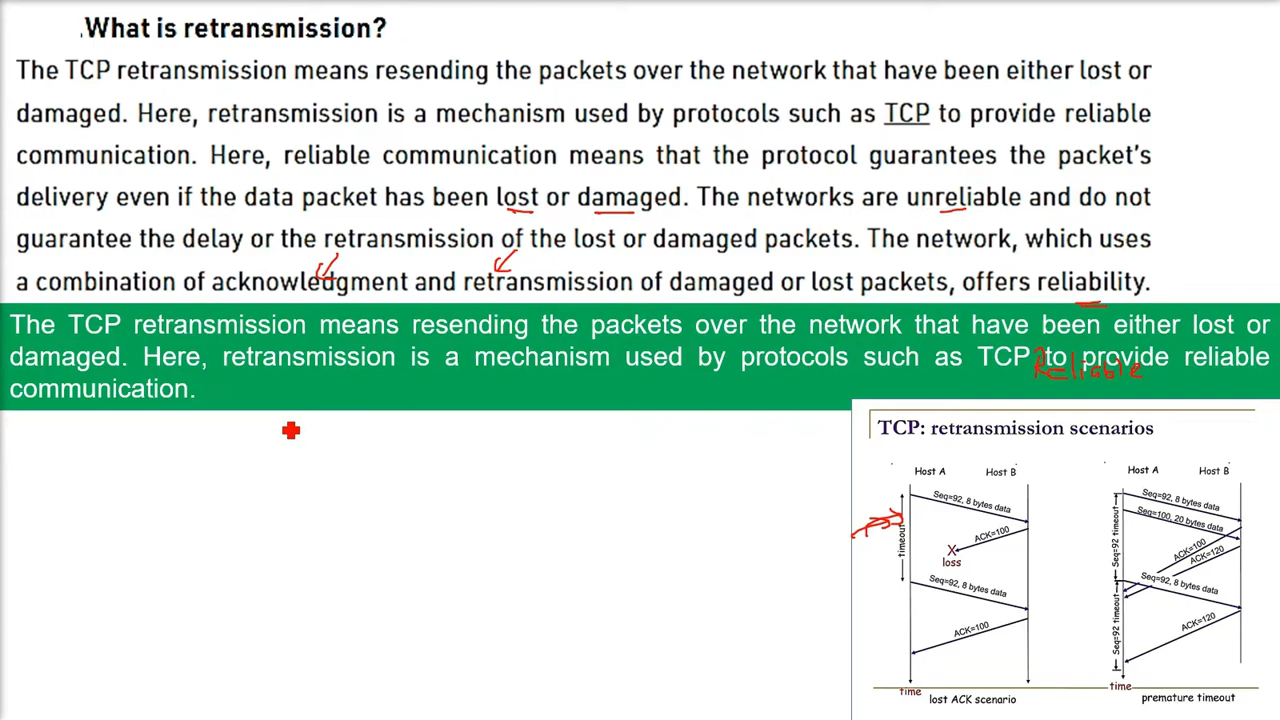 .What is retransmission?
The TCP retransmission means resending the packets over the network that have been either lost or
damaged. Here, retransmission is a mechanism used by protocols such as TCP to provide reliable
communication. Here, reliable communication means that the protocol guarantees the packet's
delivery even if the data packet has been lost or damaged. The networks are unreliable and do not
guarantee the delay or the retransmission of the lost or damaged packets. The network, which uses
a combination of acknowledgment and retransmission of damaged or lost packets, offers reliability.
The TCP retransmission means resending the packets over the network that have been either lost or
damaged. Here, retransmission is a mechanism used by protocols such as TCP to provide reliable
communication.
Reliable
TCP: retransmission scenarios
Host A
Host B
Seq=92, 8 bytes data
ACK=100
X
loss
timeout
Seq=92, 8 bytes data
ACK=100
time
lost ACK scenario
Host A
Host B
Seq=92, 8 bytes data
Seq=100, 20 bytes data
ACK=100
ACK=120
Seq=92 timeout
Seq=92, 8 bytes data
ACK=120
Seq=92 timeout
time
premature timeout